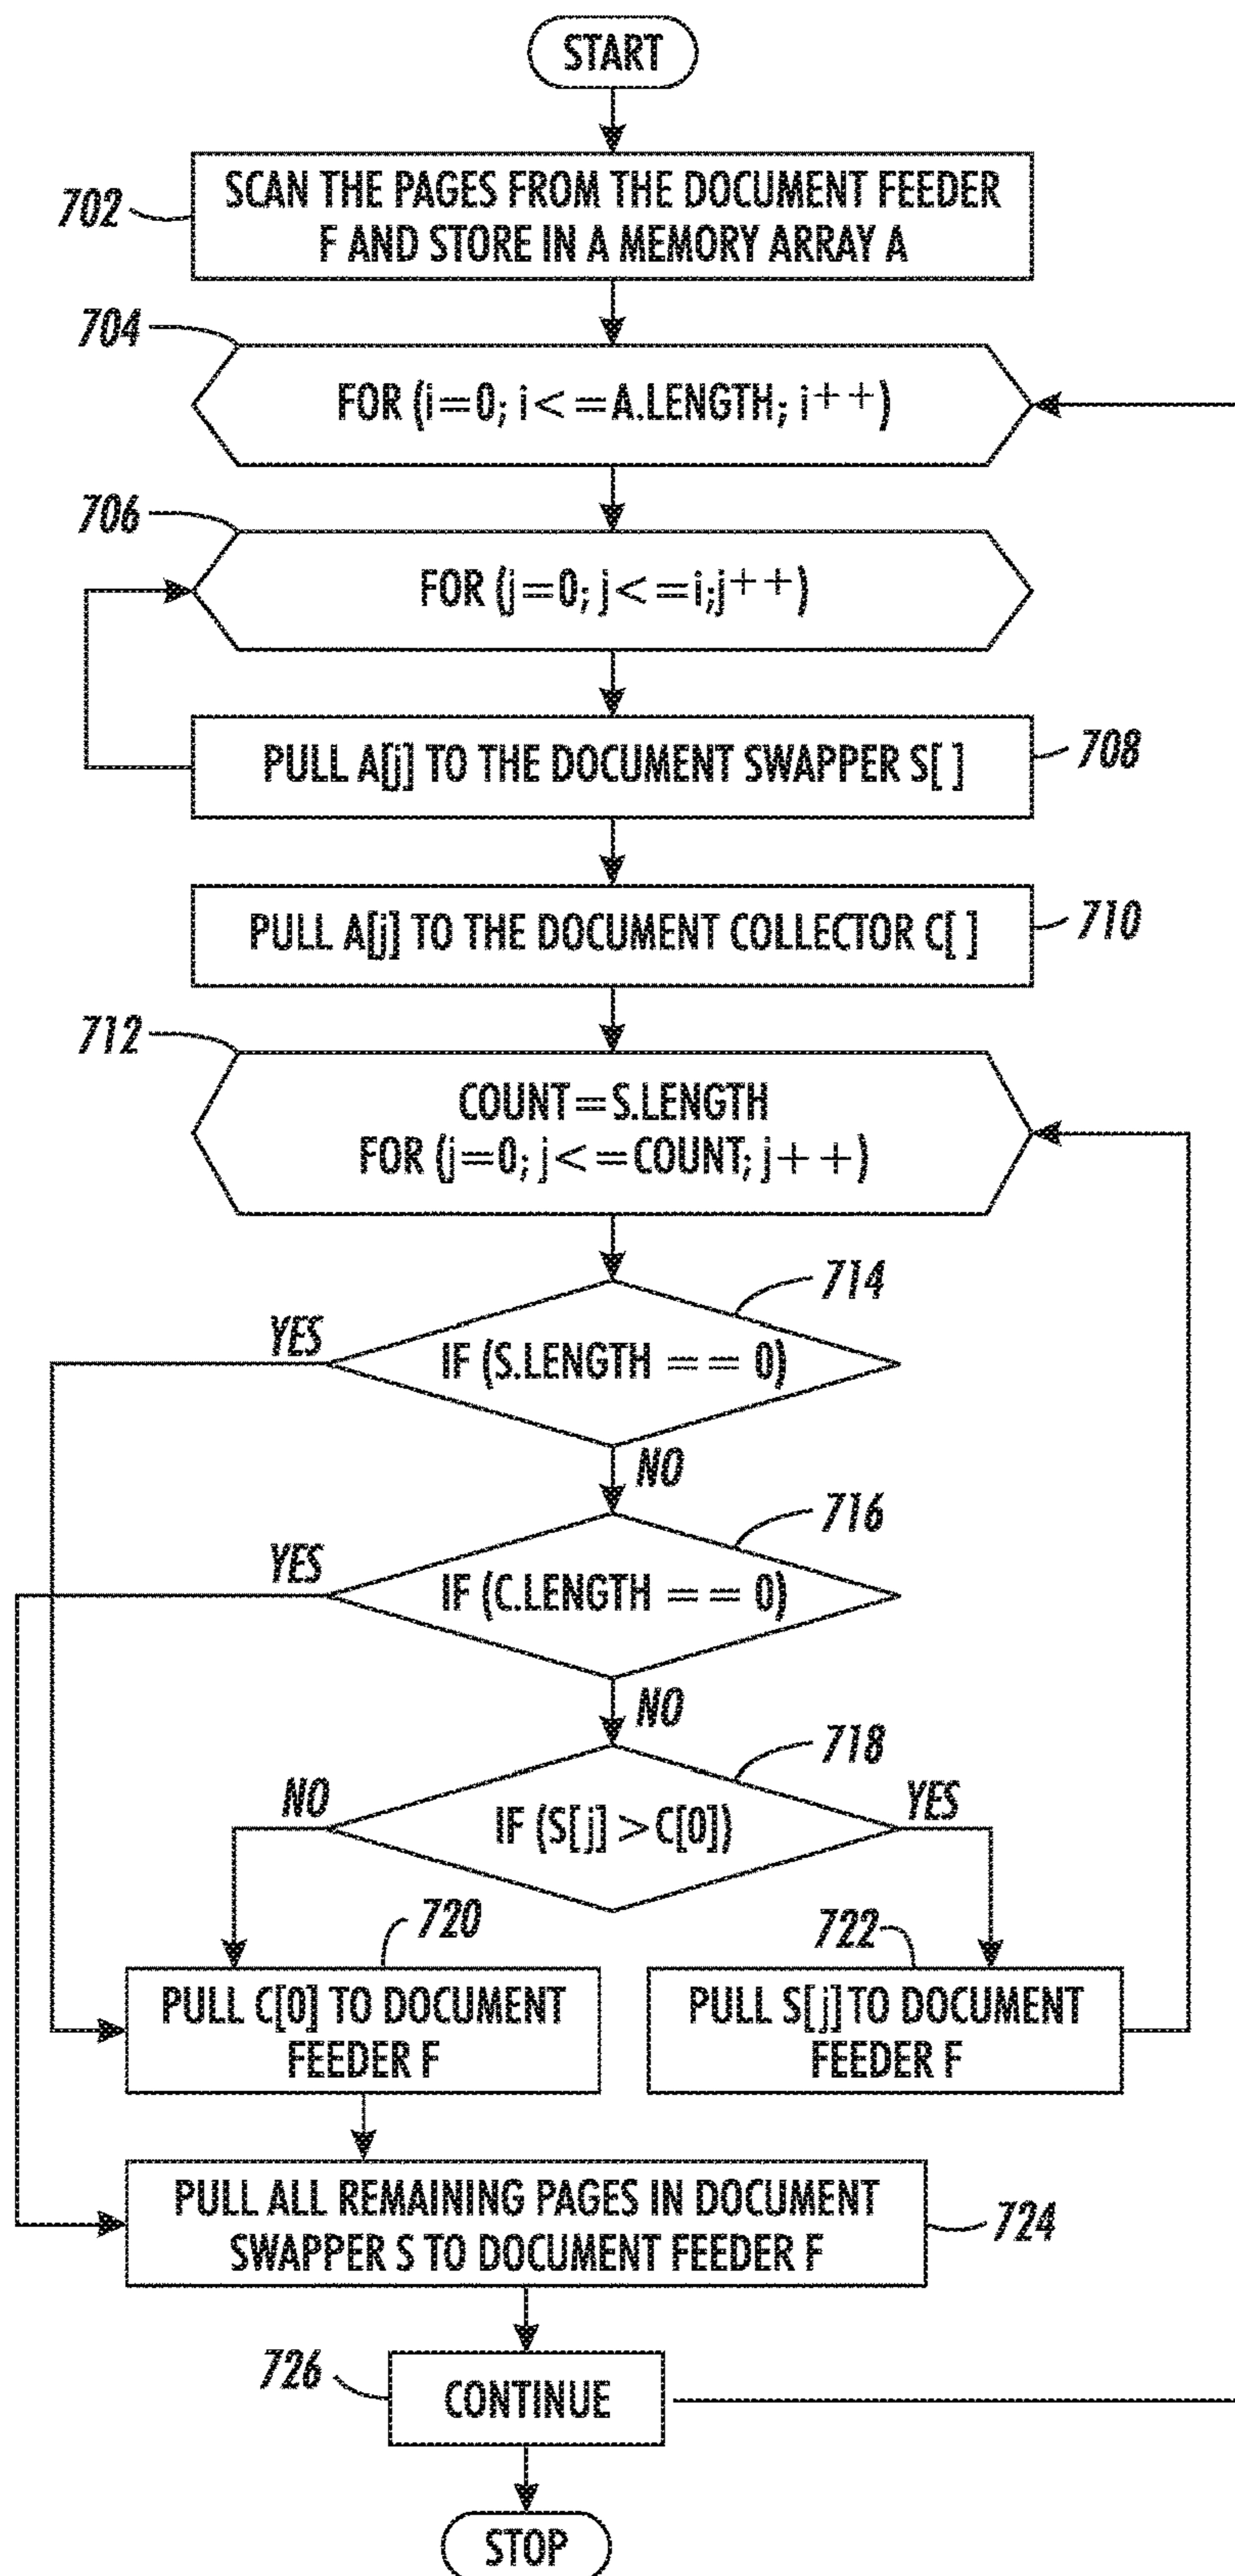 START
702
SCAN THE PAGES FROM THE DOCUMENT FEEDER
F AND STORE IN A MEMORY ARRAY A
704
FOR (i=0; i<=A.LENGTH; i++)
706
FOR (j=0; j<=i;j++)
PULL A[j] TO THE DOCUMENT SWAPPER S[ ]
708
PULL A[j] TO THE DOCUMENT COLLECTOR C[ ]
710
712
COUNT=S.LENGTH
FOR (j=0; j<=COUNT; j++)
714
YES
IF (S.LENGTH == 0)
NO
716
YES
IF (C.LENGTH == 0)
NO
718
NO
YES
IF (S[j] >C[0])
720
722
PULL C[0] TO DOCUMENT
FEEDER F
PULL S[j] TO DOCUMENT
FEEDER F
PULL ALL REMAINING PAGES IN DOCUMENT
SWAPPER S TO DOCUMENT FEEDER F
724
726
CONTINUE
STOP